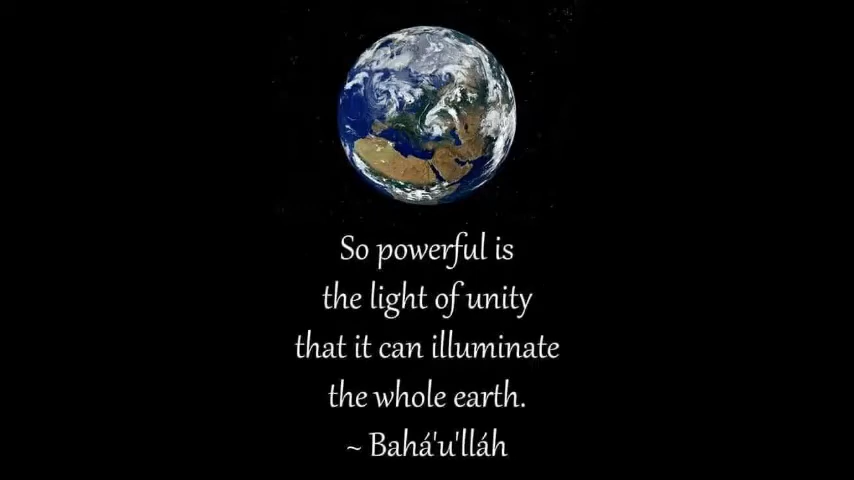 So powerful is
the light of unity
that it can illuminate
the whole earth.
~ Bahá'u'lláh